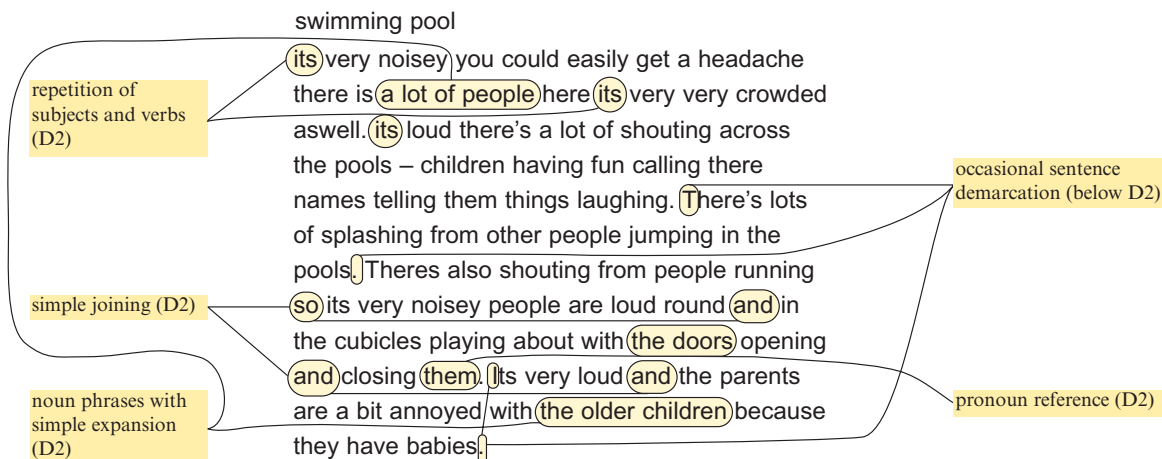 swimming pool
its very noisey you could easily get a headache
there is a lot of people here its very very crowded
aswell. its loud there's a lot of shouting across
the pools – children having fun calling there
names telling them things laughing. There's lots
of splashing from other people jumping in the
pools. Theres also shouting from people running
so its very noisey people are loud round and in
the cubicles playing about with the doors opening
and closing them. Its very loud and the parents
are a bit annoyed with the older children because
they have babies.
repetition of
subjects and verbs
(D2)
simple joining (D2)
noun phrases with
simple expansion
(D2)
occasional sentence
demarcation (below D2)
pronoun reference (D2)